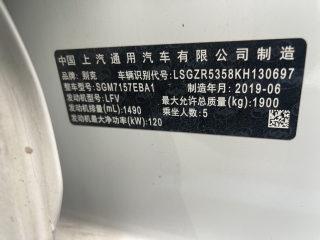 中国 上汽通用汽车有限公司制造
品牌：别克 车辆识别代号：LSGZR5358KH130697
整车型号：SGM7157EBA1 制造年月：2019-06
发动机型号：LFV 最大允许总质量(kg)：1900
发动机排量(mL)：1490 乘坐人数：5
发动机最大净功率(kW)：120